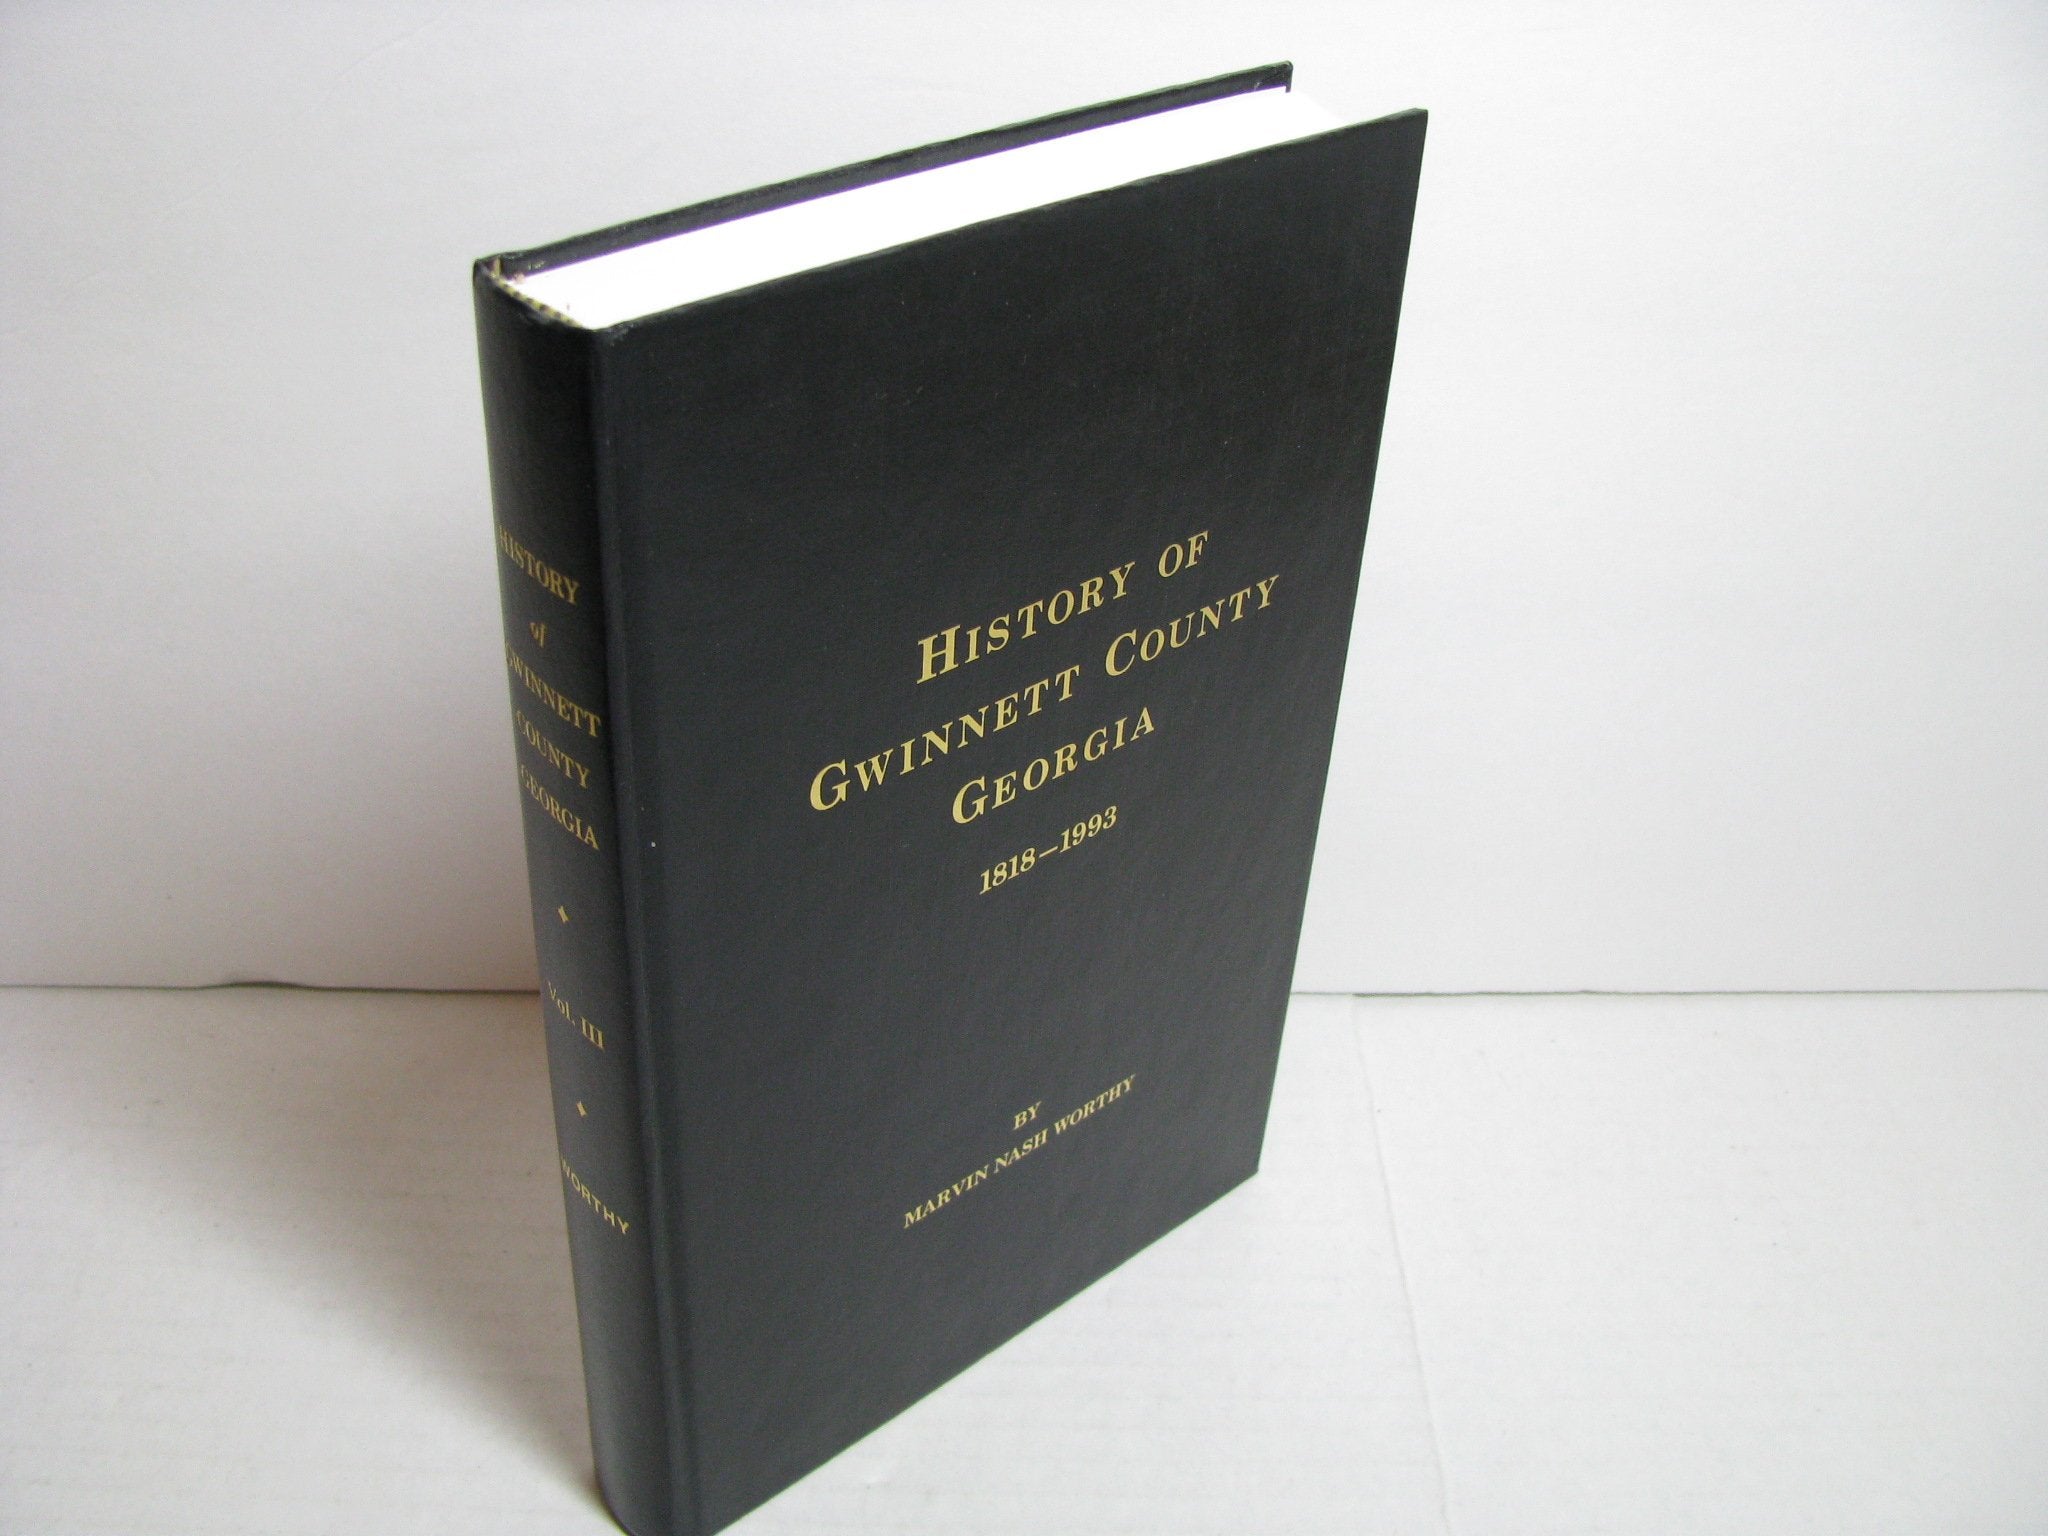 HISTORY
of
GWINNETT
COUNTY
GEORGIA
Vol. III
WORTHY
HISTORY OF
GWINNETT COUNTY
GEORGIA
1818–1993
BY
MARVIN NASH WORTHY